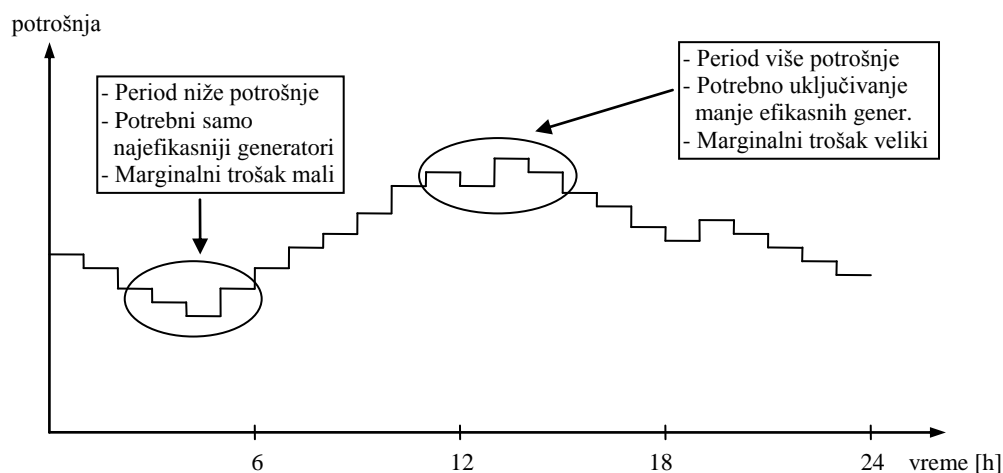 potrošnja
- Period niže potrošnje
- Potrebni samo
najefikasniji generatori
- Marginalni trošak mali
- Period više potrošnje
- Potrebno uključivanje
manje efikasnih gener.
- Marginalni trošak veliki
6
12
18
24
vreme [h]